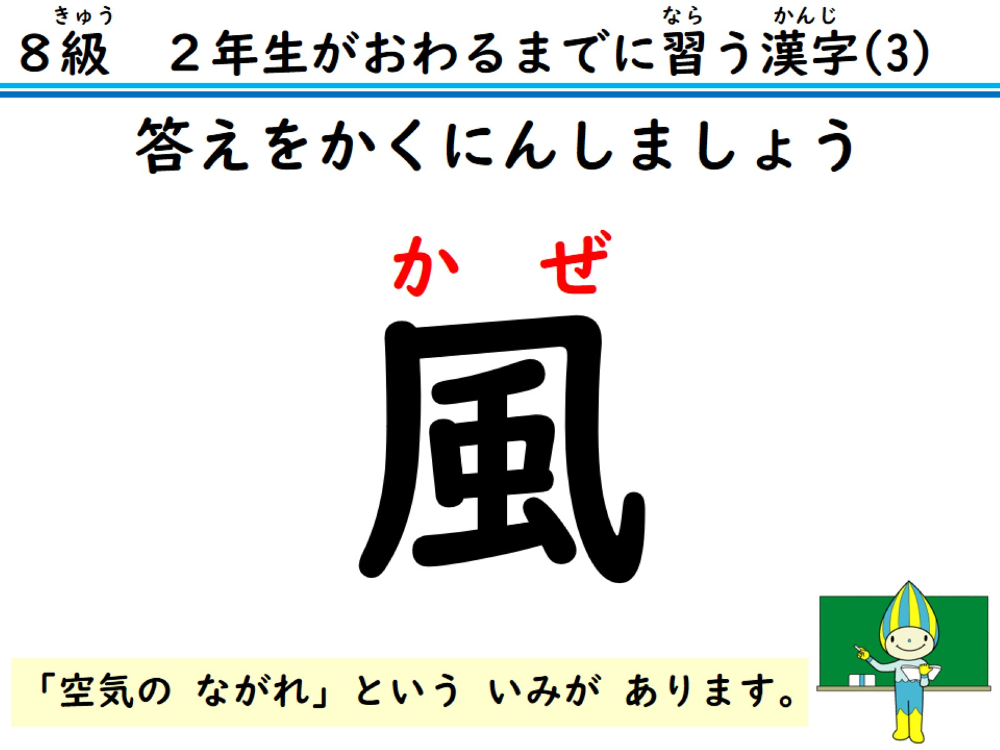 きゅう なら かんじ
８級　２年生がおわるまでに習う漢字(3)
答えをかくにんしましょう
か　ぜ
風
「空気の ながれ」という いみが あります。